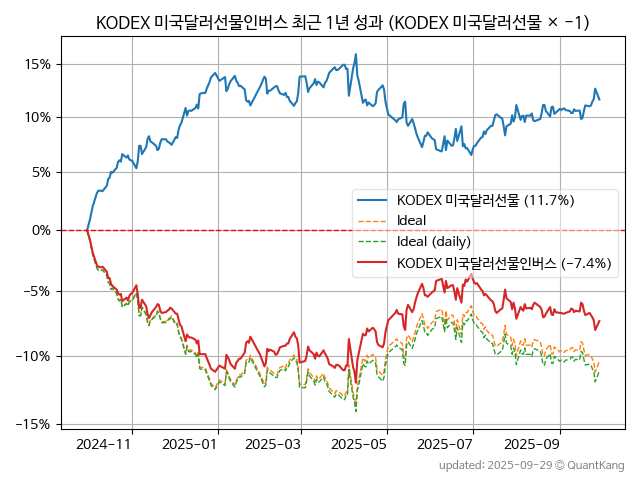 KODEX 미국달러선물인버스 최근 1년 성과 (KODEX 미국달러선물 × −1)
15%
10%
5%
0%
−5%
−10%
−15%
KODEX 미국달러선물 (11.7%)
Ideal
Ideal (daily)
KODEX 미국달러선물인버스 (−7.4%)
2024-11 2025-01 2025-03 2025-05 2025-07 2025-09
updated: 2025-09-29 © QuantKang